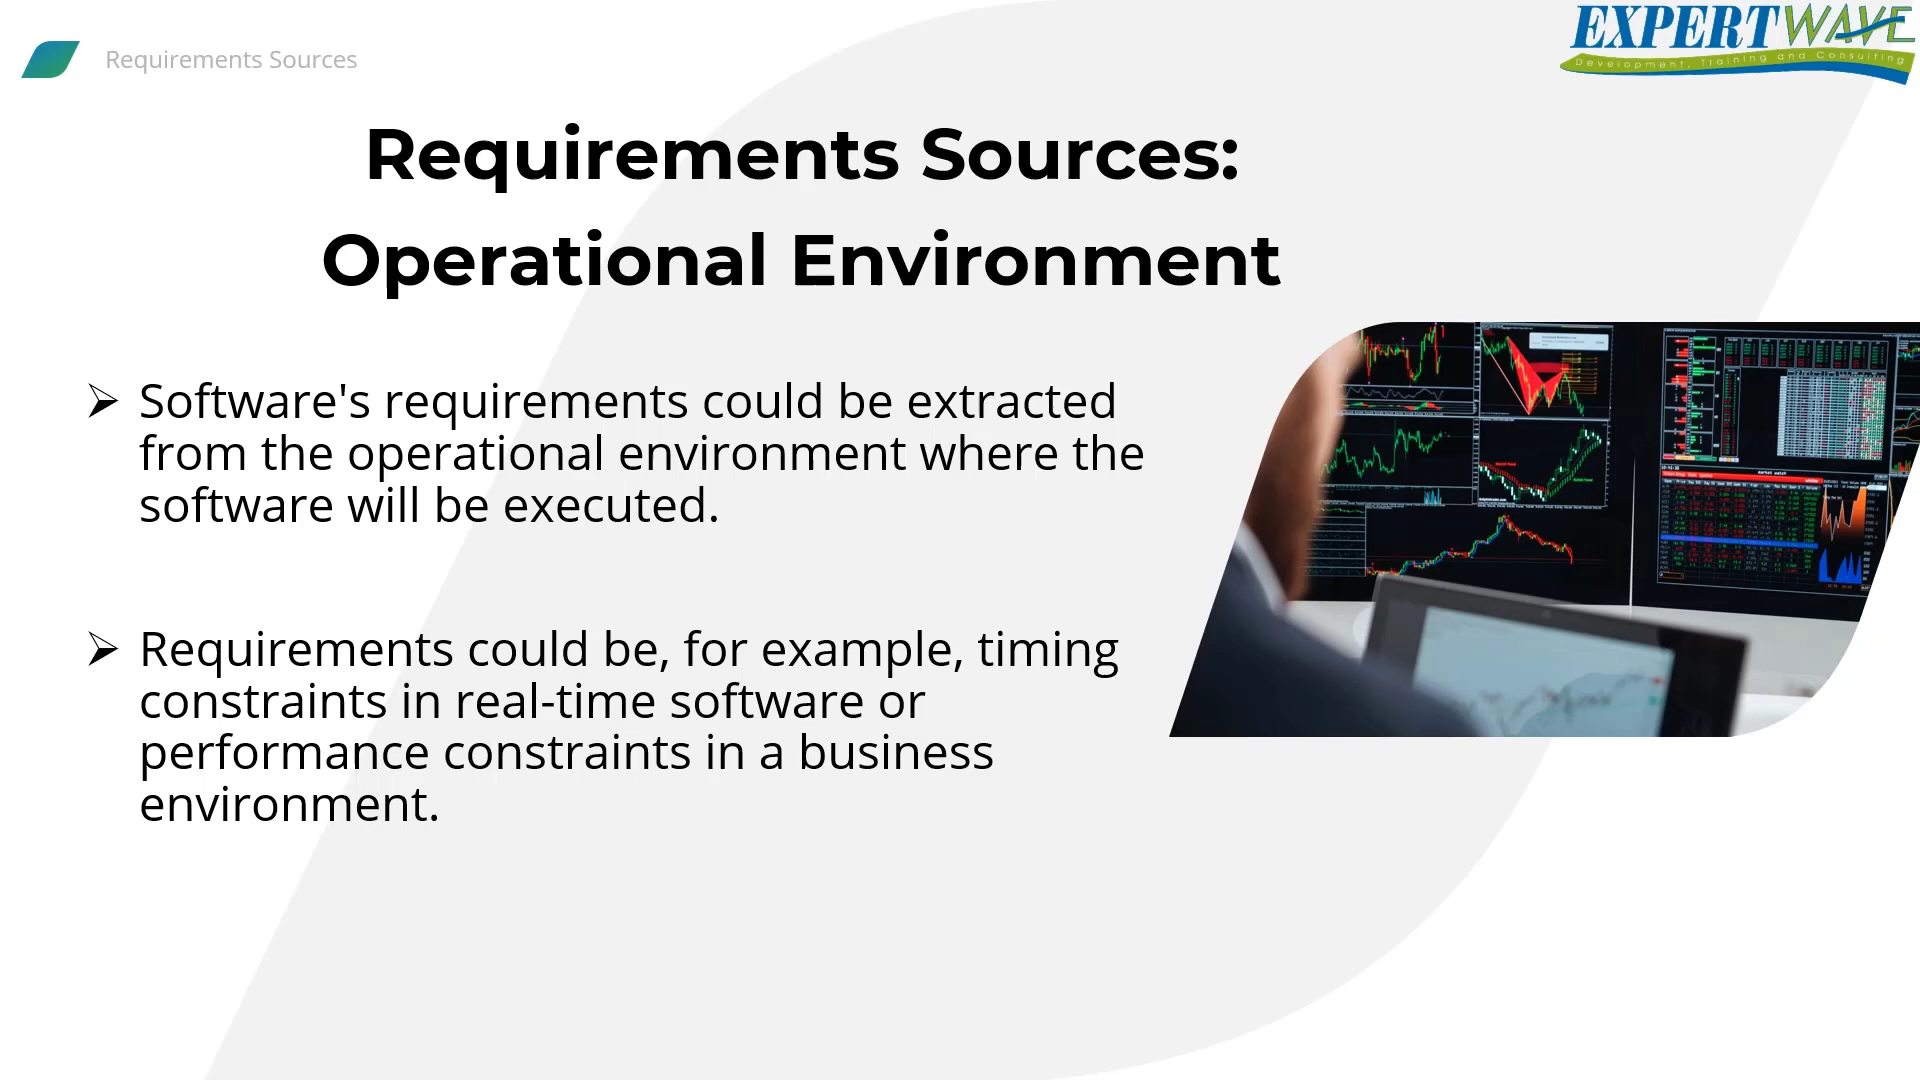 Requirements Sources
EXPERTWAVE
Development, Training and Consulting
Requirements Sources:
Operational Environment
Software's requirements could be extracted
from the operational environment where the
software will be executed.
Requirements could be, for example, timing
constraints in real-time software or
performance constraints in a business
environment.